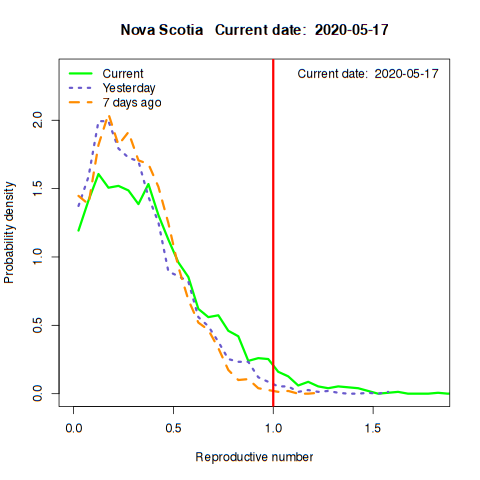 Nova Scotia Current date: 2020-05-17
Current Current date: 2020-05-17
Yesterday
7 days ago
Probability density
2.0
1.5
1.0
0.5
0.0
0.0 0.5 1.0 1.5
Reproductive number